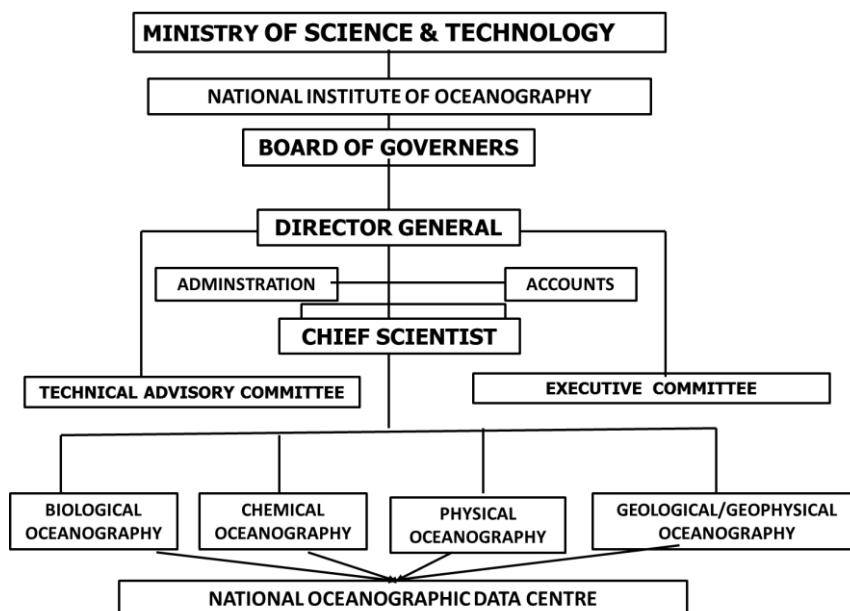 MINISTRY OF SCIENCE & TECHNOLOGY
NATIONAL INSTITUTE OF OCEANOGRAPHY
BOARD OF GOVERNERS
DIRECTOR GENERAL
ADMINSTRATION
ACCOUNTS
CHIEF SCIENTIST
TECHNICAL ADVISORY COMMITTEE
EXECUTIVE COMMITTEE
BIOLOGICAL
OCEANOGRAPHY
CHEMICAL
OCEANOGRAPHY
PHYSICAL
OCEANOGRAPHY
GEOLOGICAL/GEOPHYSICAL
OCEANOGRAPHY
NATIONAL OCEANOGRAPHIC DATA CENTRE